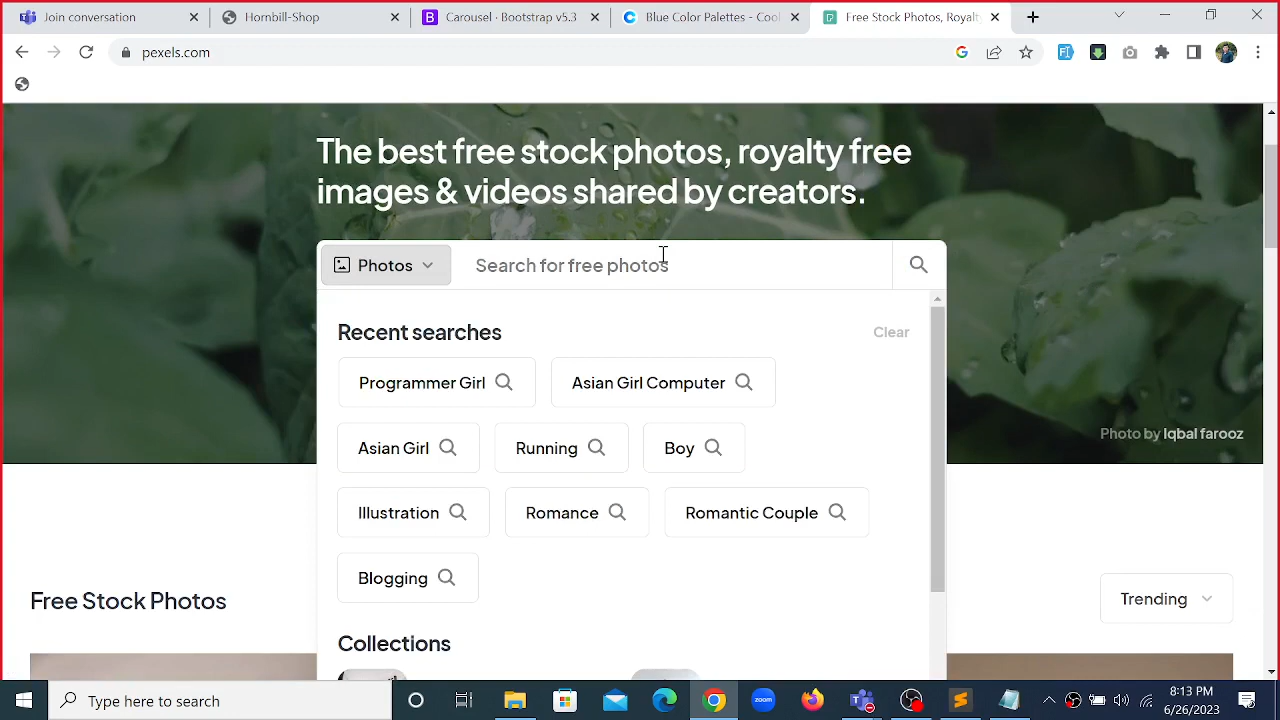 Join conversation
Hornbill-Shop
Carousel · Bootstrap v5.3
Blue Color Palettes - Cool
Free Stock Photos, Royalty
pexels.com
The best free stock photos, royalty free
images & videos shared by creators.
Photos
Search for free photos
Recent searches
Clear
Programmer Girl
Asian Girl Computer
Asian Girl
Running
Boy
Illustration
Romance
Romantic Couple
Blogging
Photo by Iqbal farooz
Free Stock Photos
Trending
Collections
Type here to search
zoom
8:13 PM
6/26/2023